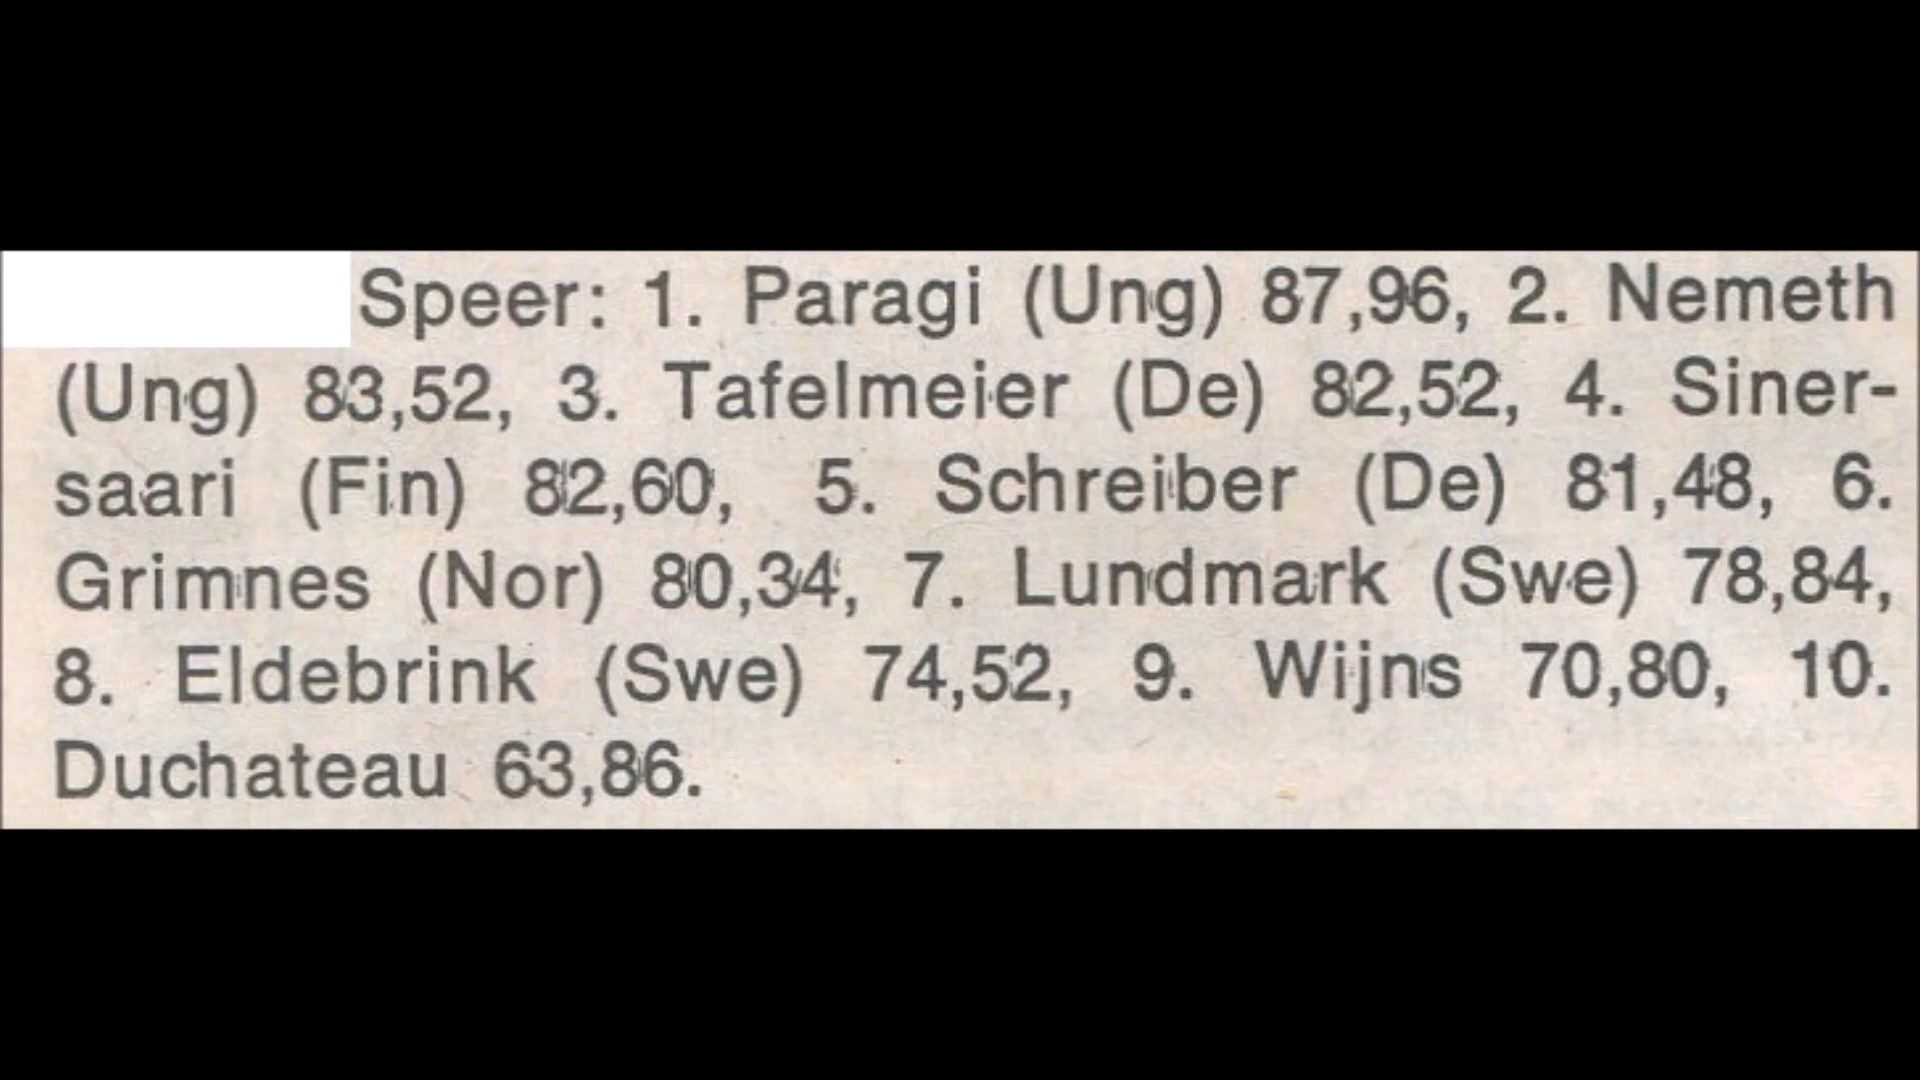 Speer: 1. Paragi (Ung) 87,96, 2. Nemeth
(Ung) 83,52, 3. Tafelmeier (De) 82,52, 4. Siner-
saari (Fin) 82,60, 5. Schreiber (De) 81,48, 6.
Grimnes (Nor) 80,34, 7. Lundmark (Swe) 78,84,
8. Eldebrink (Swe) 74,52, 9. Wijns 70,80, 10.
Duchateau 63,86.